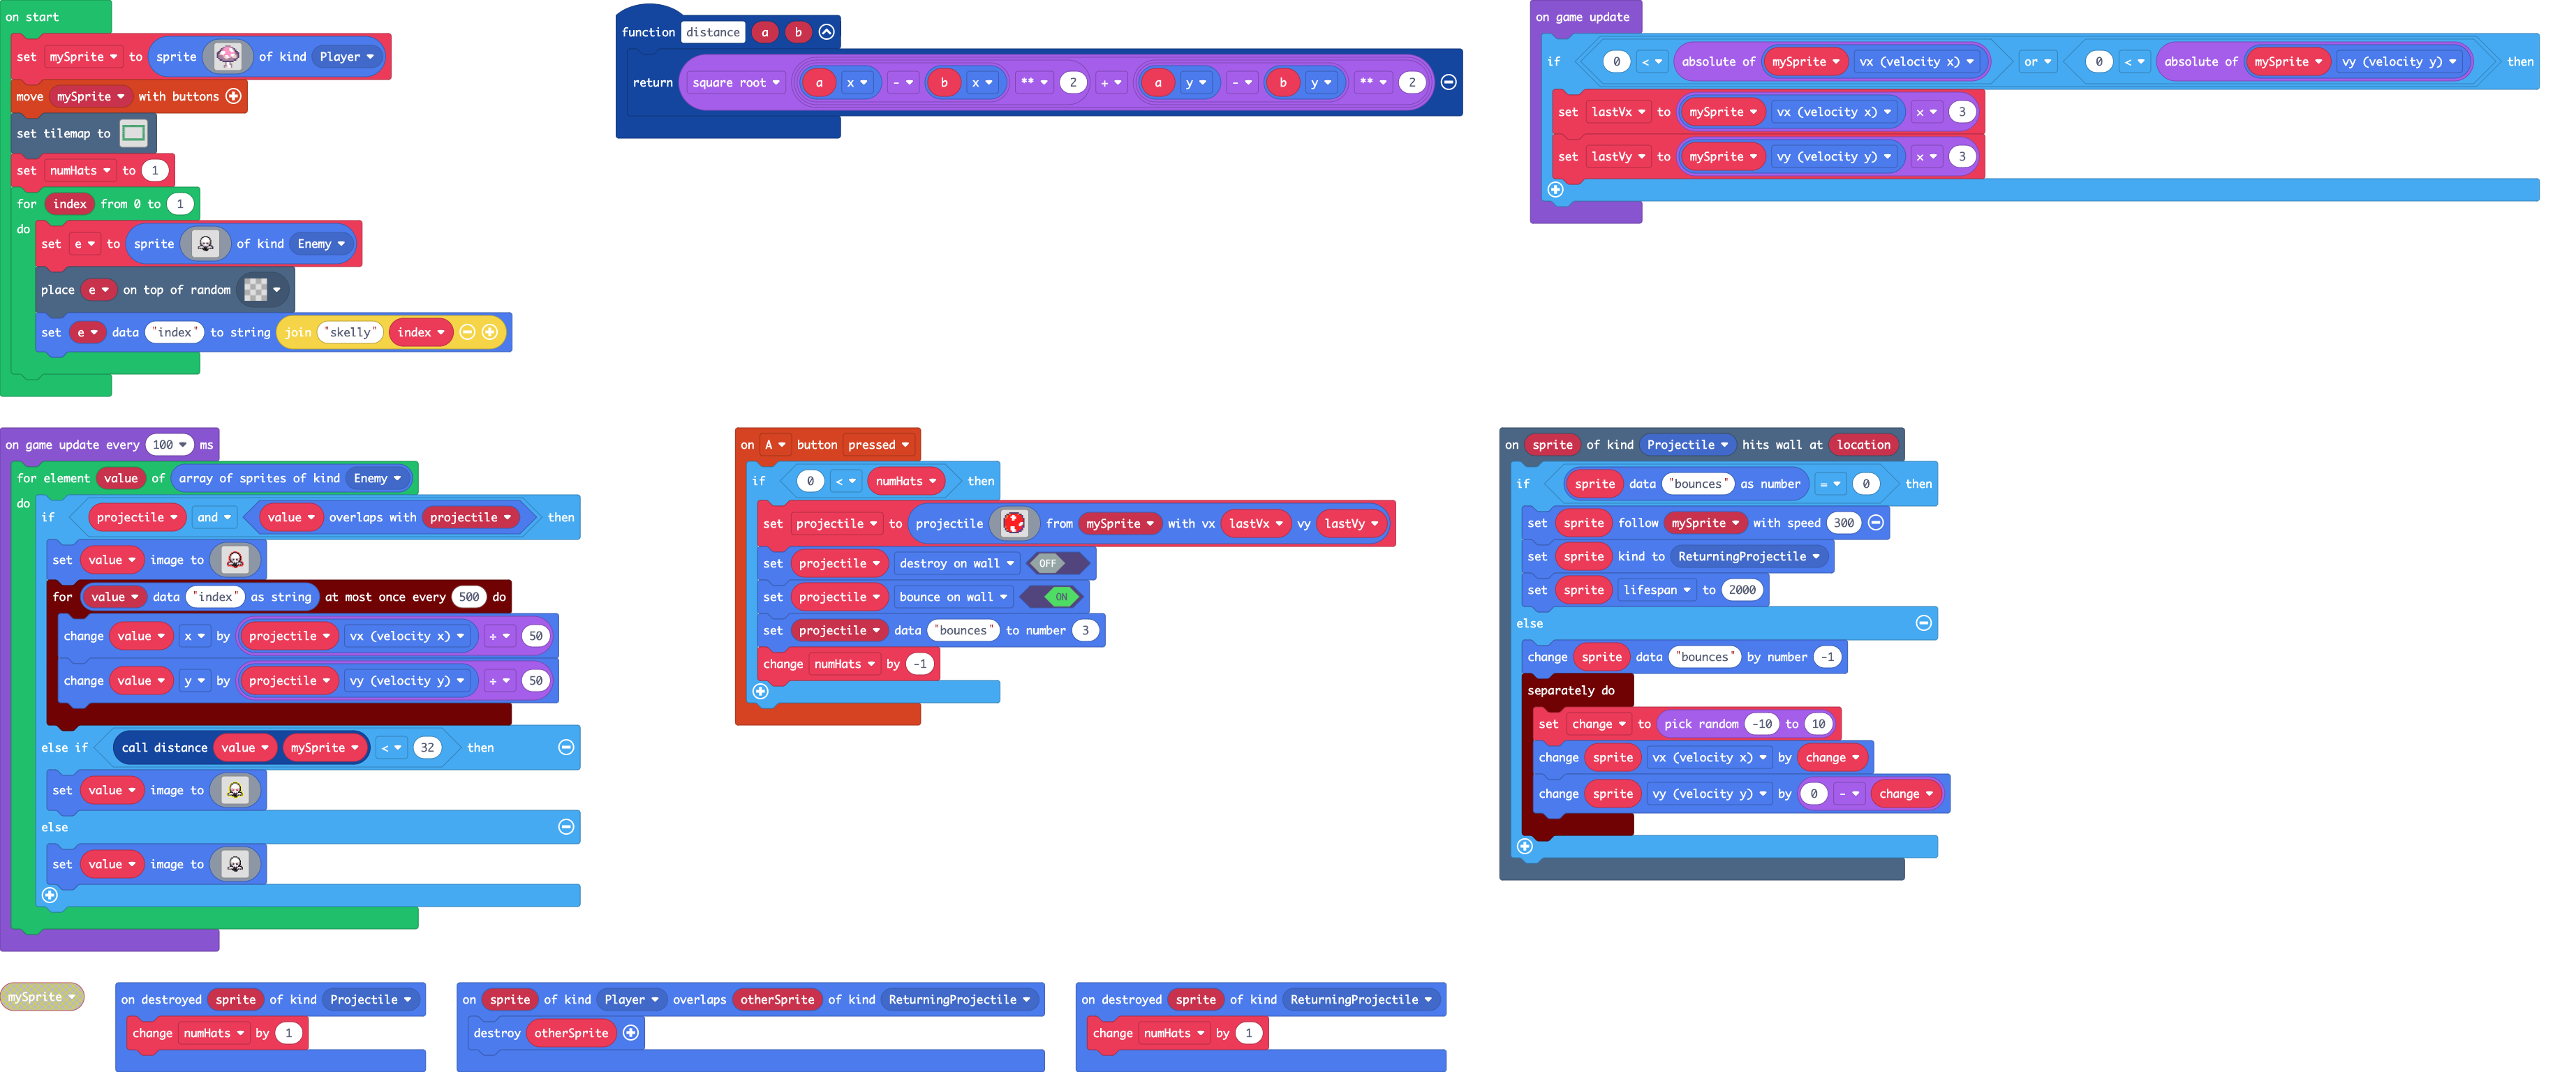 on start
set mySprite to sprite of kind Player
move mySprite with buttons
set tilemap to
set numHats to 1
for index from 0 to 1
do
set e to sprite of kind Enemy
place e on top of random
set e data "index" to string join "skelly" index
function distance a b
return square root a x - b x ** 2 + a y - b y ** 2
on game update
if 0 < absolute of mySprite vx (velocity x) or 0 < absolute of mySprite vy (velocity y) then
set lastVx to mySprite vx (velocity x) x 3
set lastVy to mySprite vy (velocity y) x 3
on game update every 100 ms
for element value of array of sprites of kind Enemy
do
if projectile and value overlaps with projectile then
set value image to
for value data "index" as string at most once every 500 do
change value x by projectile vx (velocity x) ÷ 50
change value y by projectile vy (velocity y) ÷ 50
else if call distance value mySprite < 32 then
set value image to
else
set value image to
on A button pressed
if 0 < numHats then
set projectile to projectile from mySprite with vx lastVx vy lastVy
set projectile destroy on wall OFF
set projectile bounce on wall ON
set projectile data "bounces" to number 3
change numHats by -1
on sprite of kind Projectile hits wall at location
if sprite data "bounces" as number = 0 then
set sprite follow mySprite with speed 300
set sprite kind to ReturningProjectile
set sprite lifespan to 2000
else
change sprite data "bounces" by number -1
separately do
set change to pick random -10 to 10
change sprite vx (velocity x) by change
change sprite vy (velocity y) by 0 - change
mySprite
on destroyed sprite of kind Projectile
change numHats by 1
on sprite of kind Player overlaps otherSprite of kind ReturningProjectile
destroy otherSprite
on destroyed sprite of kind ReturningProjectile
change numHats by 1